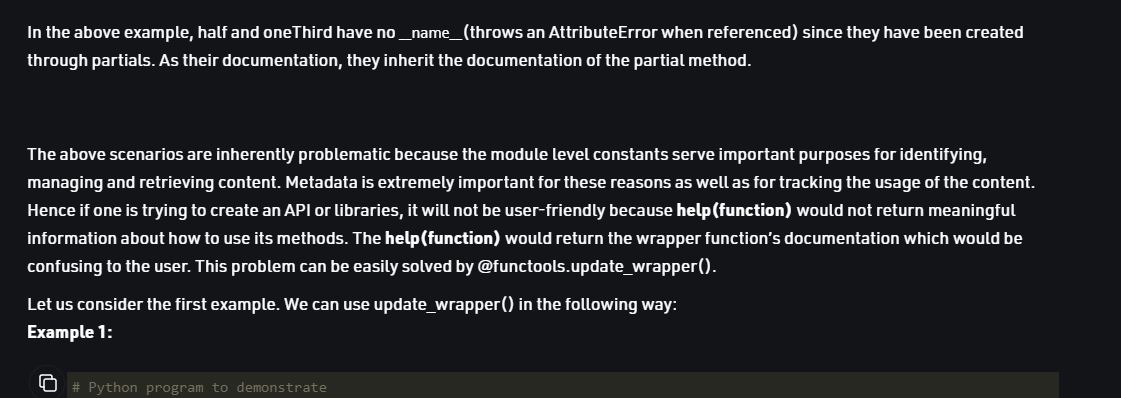 In the above example, half and oneThird have no __name__(throws an AttributeError when referenced) since they have been created
through partials. As their documentation, they inherit the documentation of the partial method.
The above scenarios are inherently problematic because the module level constants serve important purposes for identifying,
managing and retrieving content. Metadata is extremely important for these reasons as well as for tracking the usage of the content.
Hence if one is trying to create an API or libraries, it will not be user-friendly because help(function) would not return meaningful
information about how to use its methods. The help(function) would return the wrapper function's documentation which would be
confusing to the user. This problem can be easily solved by @functools.update_wrapper().
Let us consider the first example. We can use update_wrapper() in the following way:
Example 1:
# Python program to demonstrate